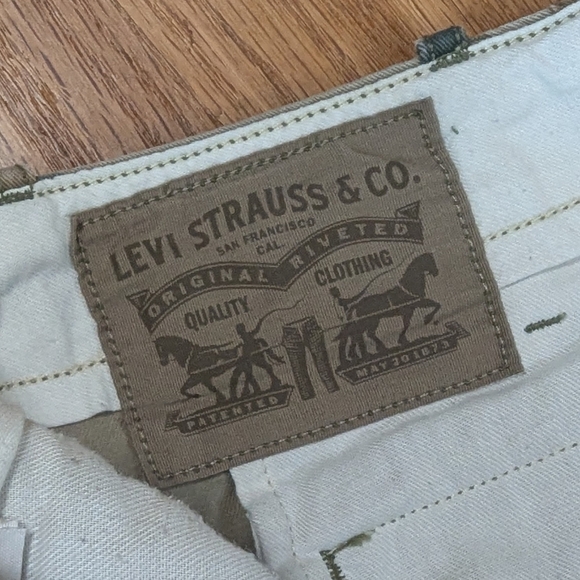 LEVI STRAUSS & CO.
SAN FRANCISCO
CAL.
ORIGINAL RIVETED
QUALITY CLOTHING
PATENTED MAY 20 1873